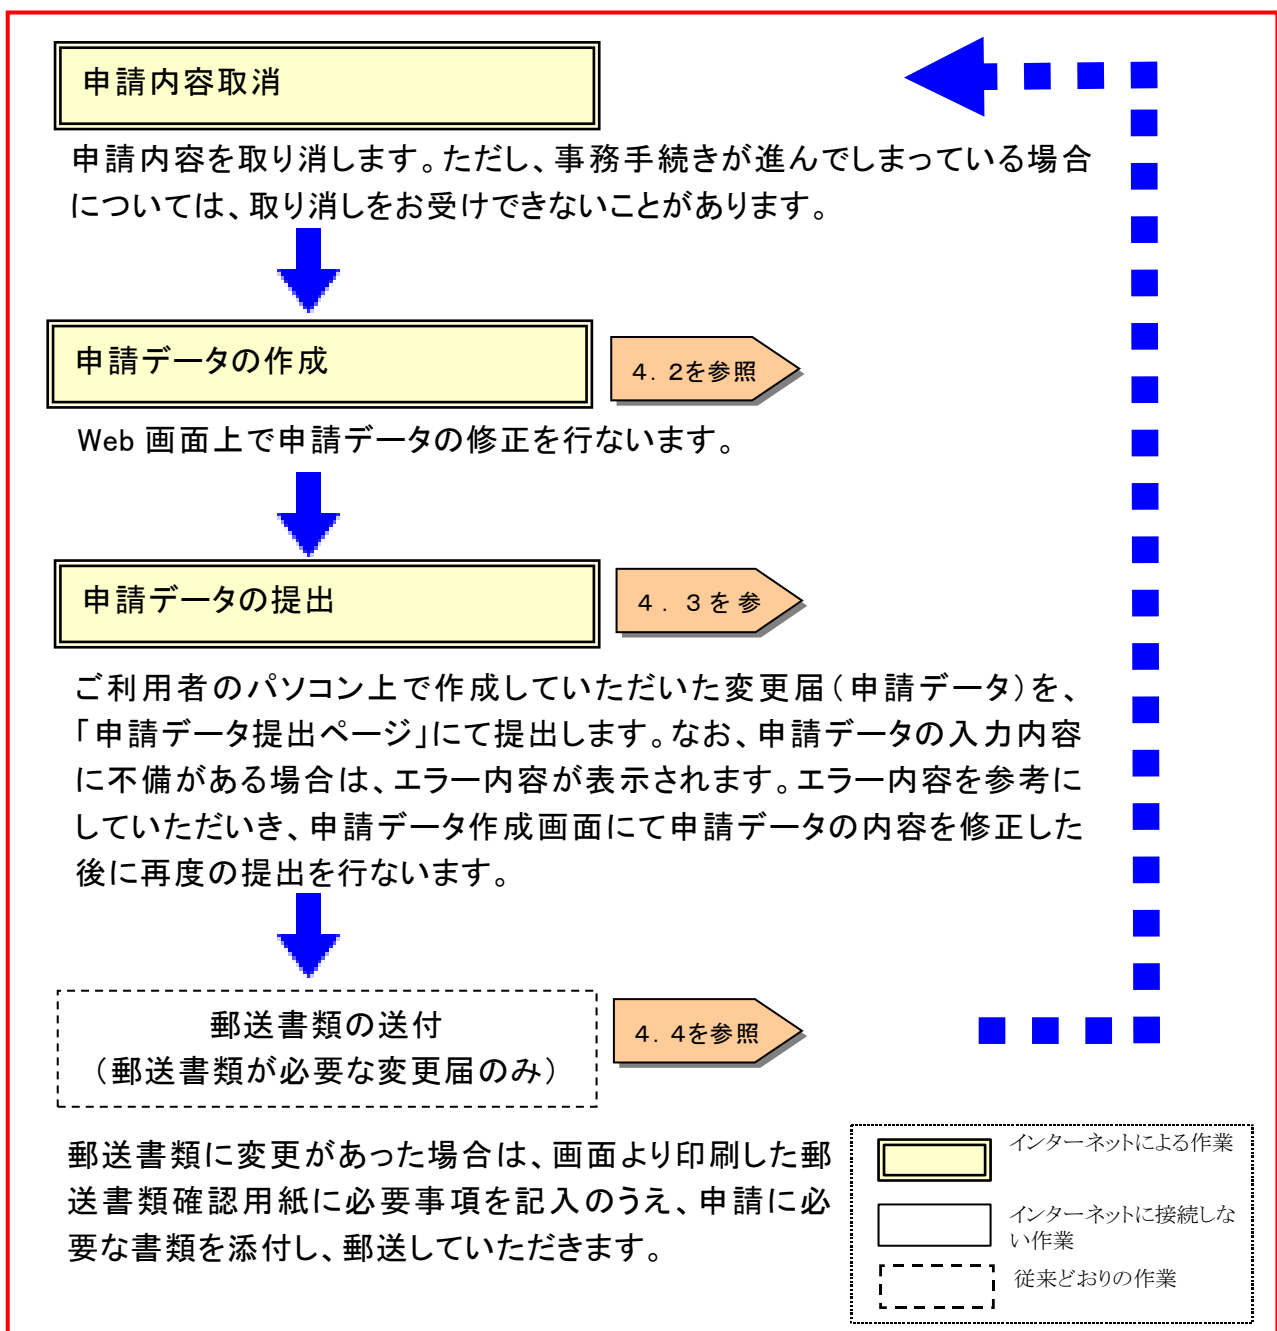 申請内容取消
申請内容を取り消します。ただし、事務手続きが進んでしまっている場合
については、取り消しをお受けできないことがあります。
申請データの作成
4．2を参照
Web 画面上で申請データの修正を行ないます。
申請データの提出
4．3を参
ご利用者のパソコン上で作成していただいた変更届（申請データ）を、
「申請データ提出ページ」にて提出します。なお、申請データの入力内容
に不備がある場合は、エラー内容が表示されます。エラー内容を参考に
していただいき、申請データ作成画面にて申請データの内容を修正した
後に再度の提出を行ないます。
郵送書類の送付
（郵送書類が必要な変更届のみ）
4．4を参照
郵送書類に変更があった場合は、画面より印刷した郵
送書類確認用紙に必要事項を記入のうえ、申請に必
要な書類を添付し、郵送していただきます。
インターネットによる作業
インターネットに接続しな
い作業
従来どおりの作業